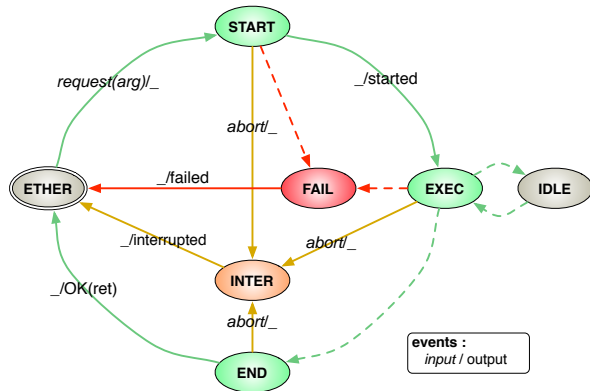 START
request(arg)/_
_/started
abort/_
ETHER
_/failed
FAIL
EXEC
IDLE
_/interrupted
abort/_
INTER
_/OK(ret)
abort/_
END
events :
input / output